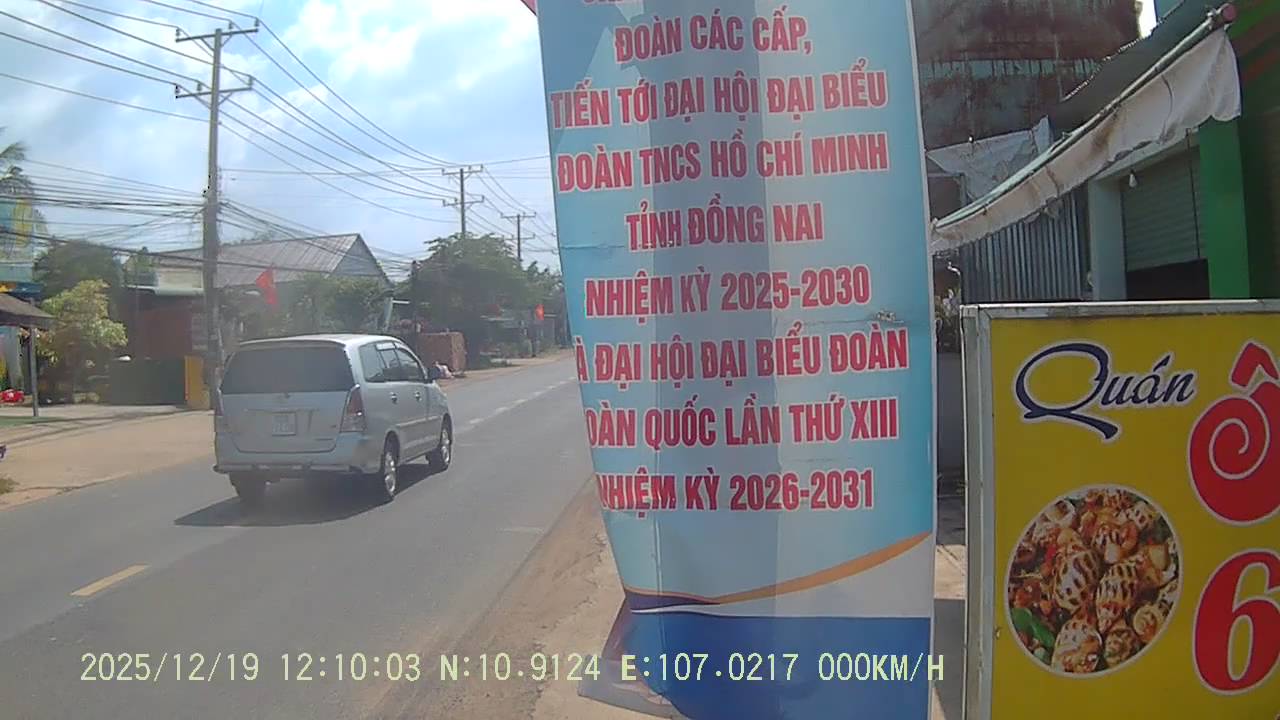 ĐOÀN CÁC CẤP,
TIẾN TỚI ĐẠI HỘI ĐẠI BIỂU
ĐOÀN TNCS HỒ CHÍ MINH
TỈNH ĐỒNG NAI
NHIỆM KỲ 2025-2030
À ĐẠI HỘI ĐẠI BIỂU ĐOÀN
OÀN QUỐC LẦN THỨ XIII
NHIỆM KỲ 2026-2031
Quán
Ố
6
2025/12/19 12:10:03 N:10.9124 E:107.0217 000KM/H